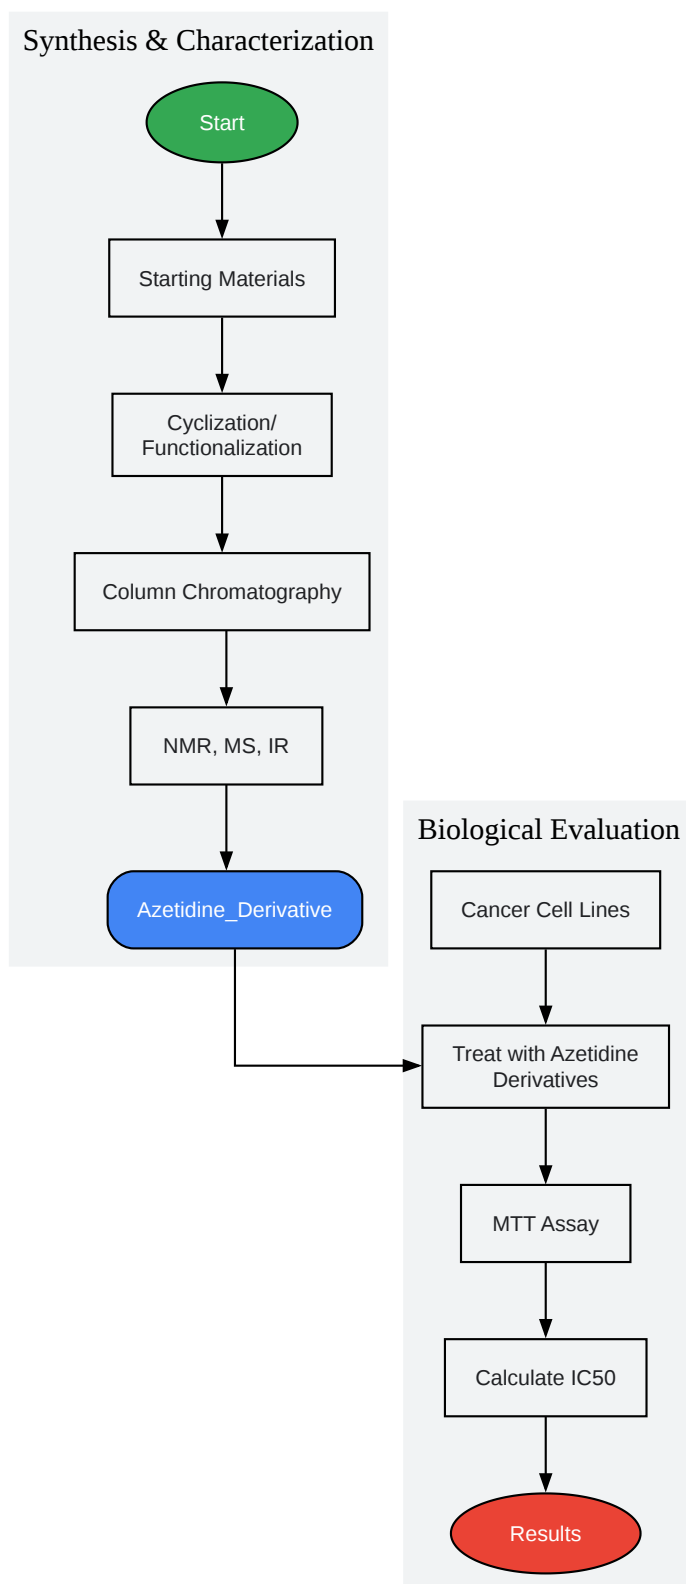 Synthesis & Characterization
Start
Starting Materials
Cyclization/
Functionalization
Column Chromatography
NMR, MS, IR
Azetidine_Derivative
Biological Evaluation
Cancer Cell Lines
Treat with Azetidine
Derivatives
MTT Assay
Calculate IC50
Results